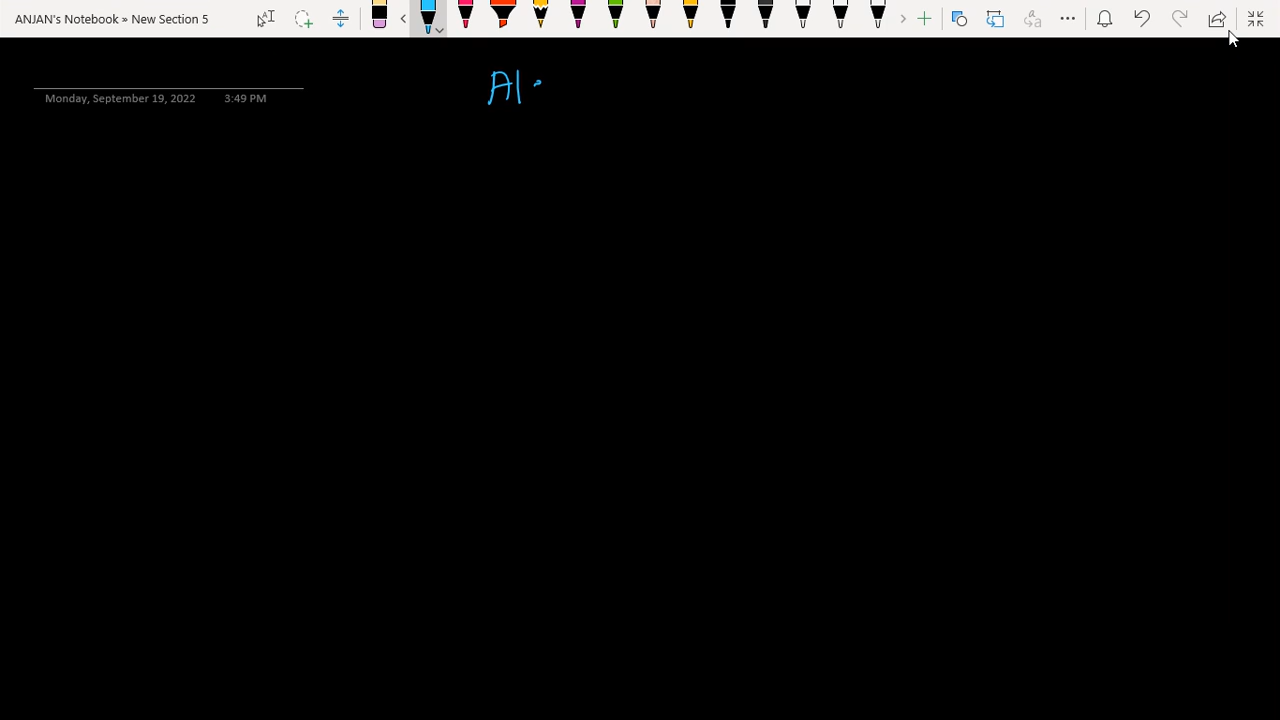 ANJAN's Notebook » New Section 5
Al
Monday, September 19, 2022 3:49 PM